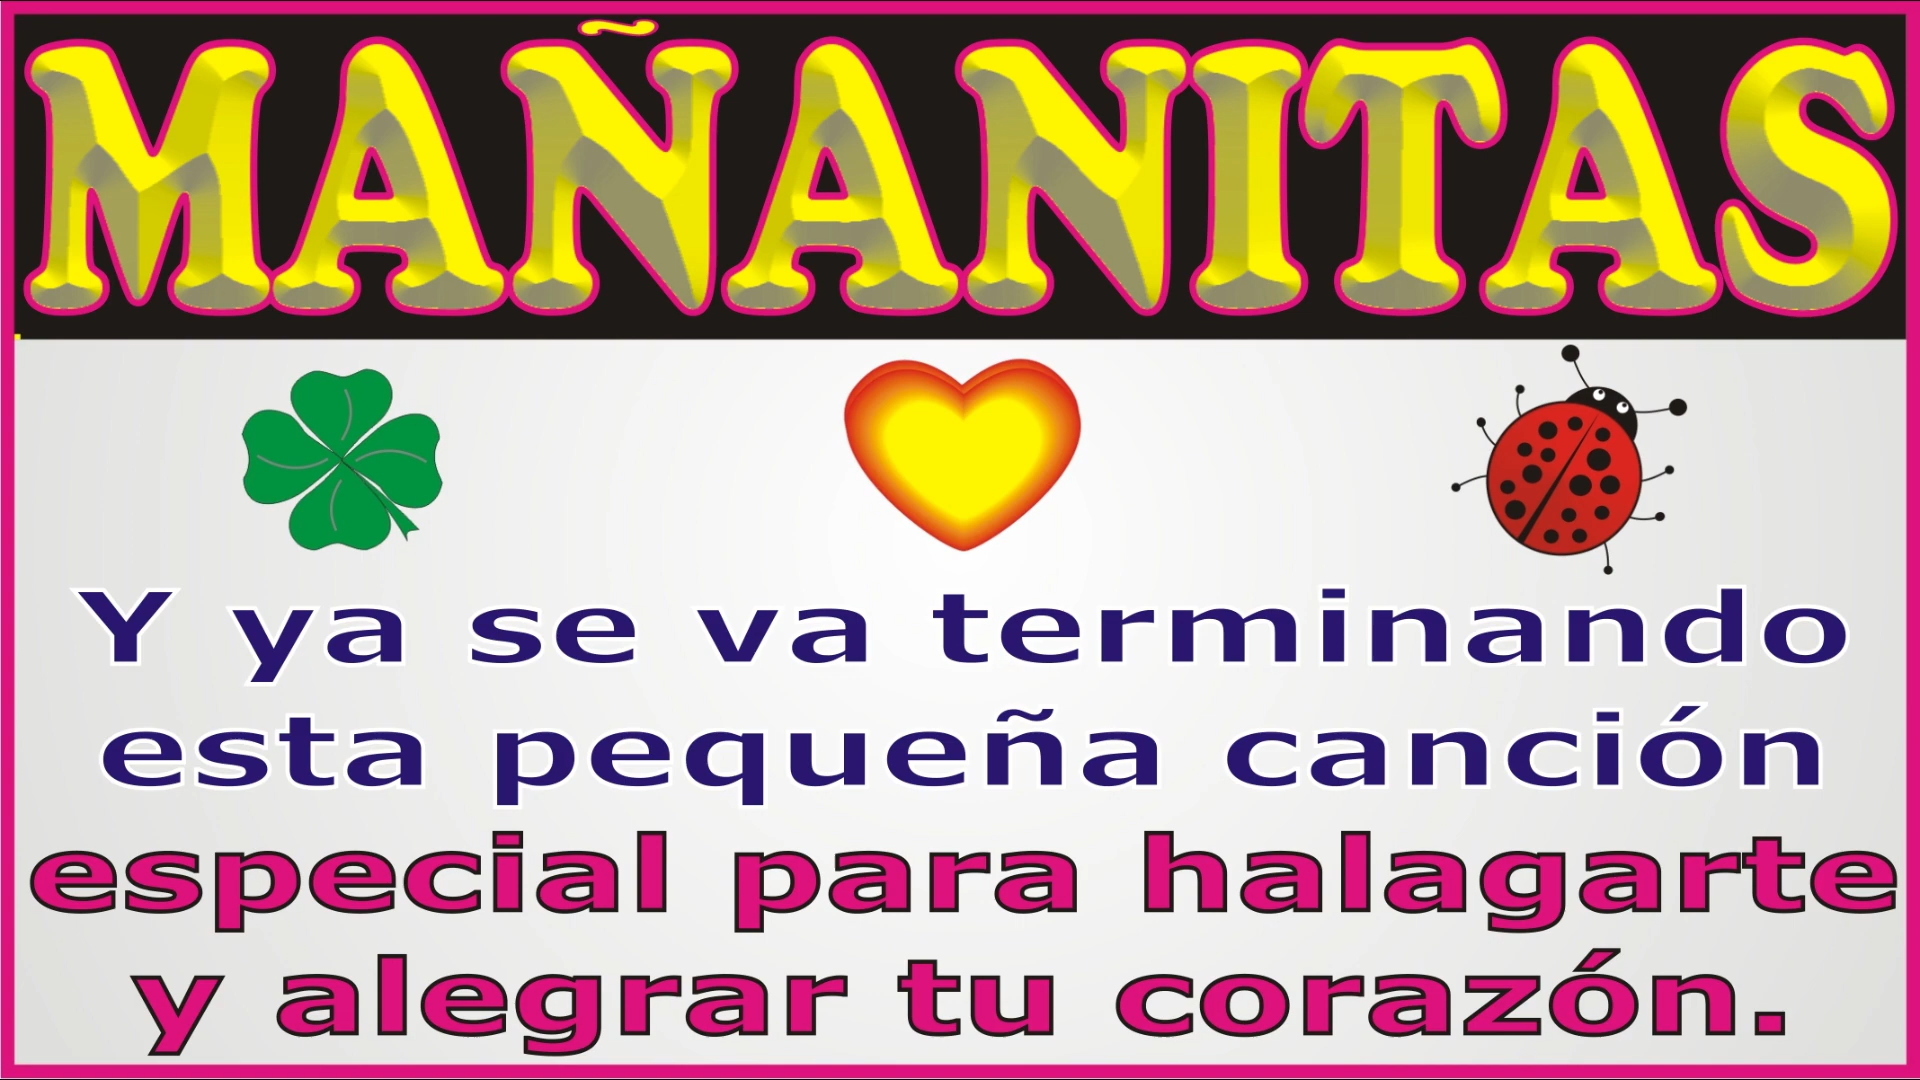 MAÑANITAS
Y ya se va terminando
esta pequeña canción
especial para halagarte
y alegrar tu corazón.